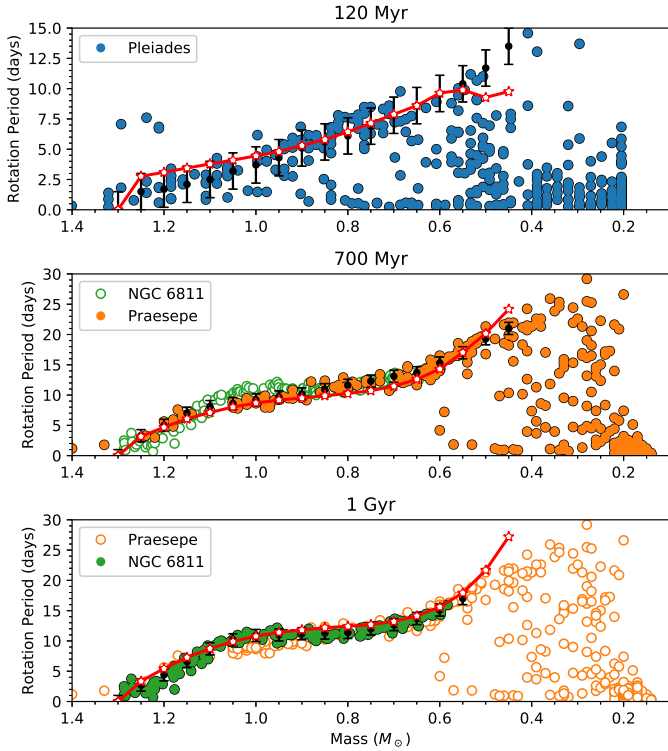 120 Myr
15.0
12.5
10.0
7.5
5.0
2.5
0.0
Rotation Period (days)
Pleiades
1.4 1.2 1.0 0.8 0.6 0.4 0.2
700 Myr
30
25
20
15
10
5
0
Rotation Period (days)
NGC 6811
Praesepe
1.4 1.2 1.0 0.8 0.6 0.4 0.2
1 Gyr
30
25
20
15
10
5
0
Rotation Period (days)
Praesepe
NGC 6811
1.4 1.2 1.0 0.8 0.6 0.4 0.2
Mass (M⊙)